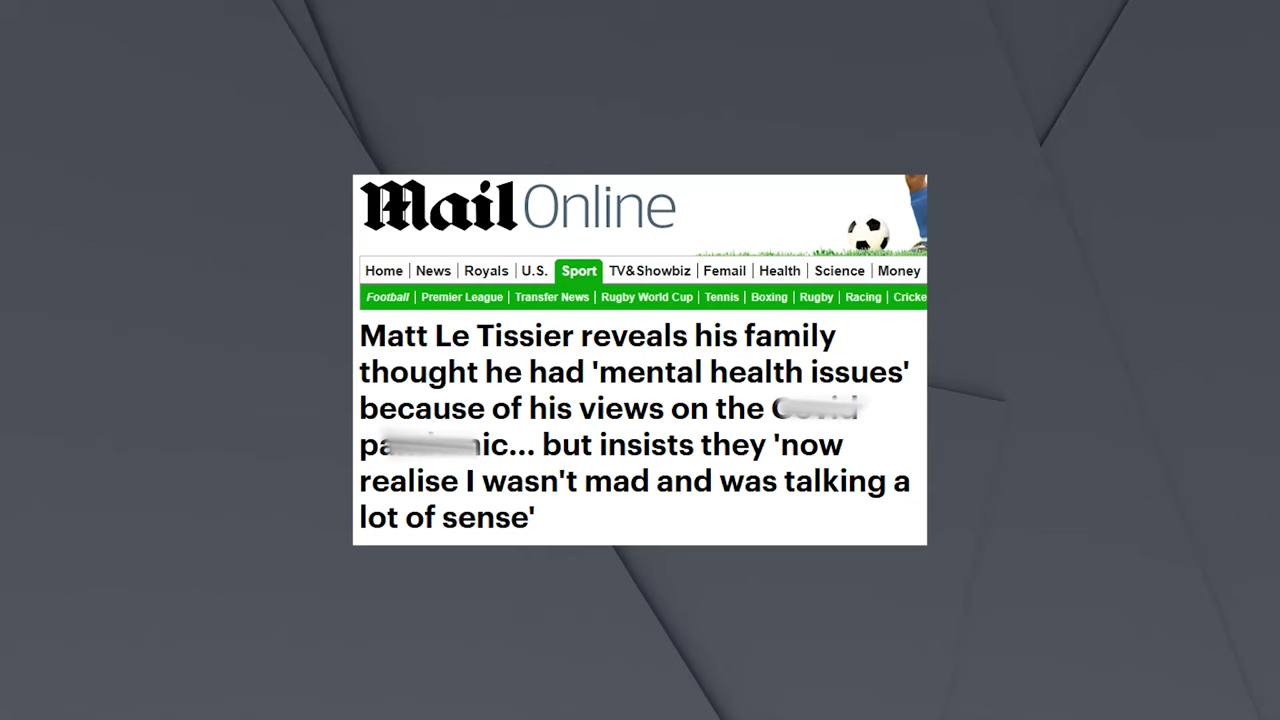 Mail Online
Home News Royals U.S. Sport TV&Showbiz Femail Health Science Money
Football Premier League Transfer News Rugby World Cup Tennis Boxing Rugby Racing
Matt Le Tissier reveals his family
thought he had 'mental health issues'
because of his views on the
... but insists they 'now
realise I wasn't mad and was talking a
lot of sense'